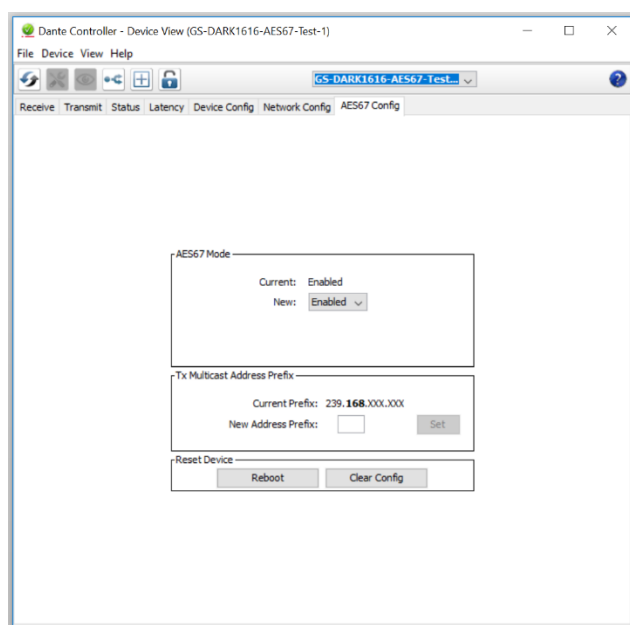 Dante Controller - Device View (GS-DARK1616-AES67-Test-1)
File Device View Help
GS-DARK1616-AES67-Test...
Receive Transmit Status Latency Device Config Network Config AES67 Config
AES67 Mode
Current: Enabled
New: Enabled
Tx Multicast Address Prefix
Current Prefix: 239.168.XXX.XXX
New Address Prefix: Set
Reset Device
Reboot Clear Config